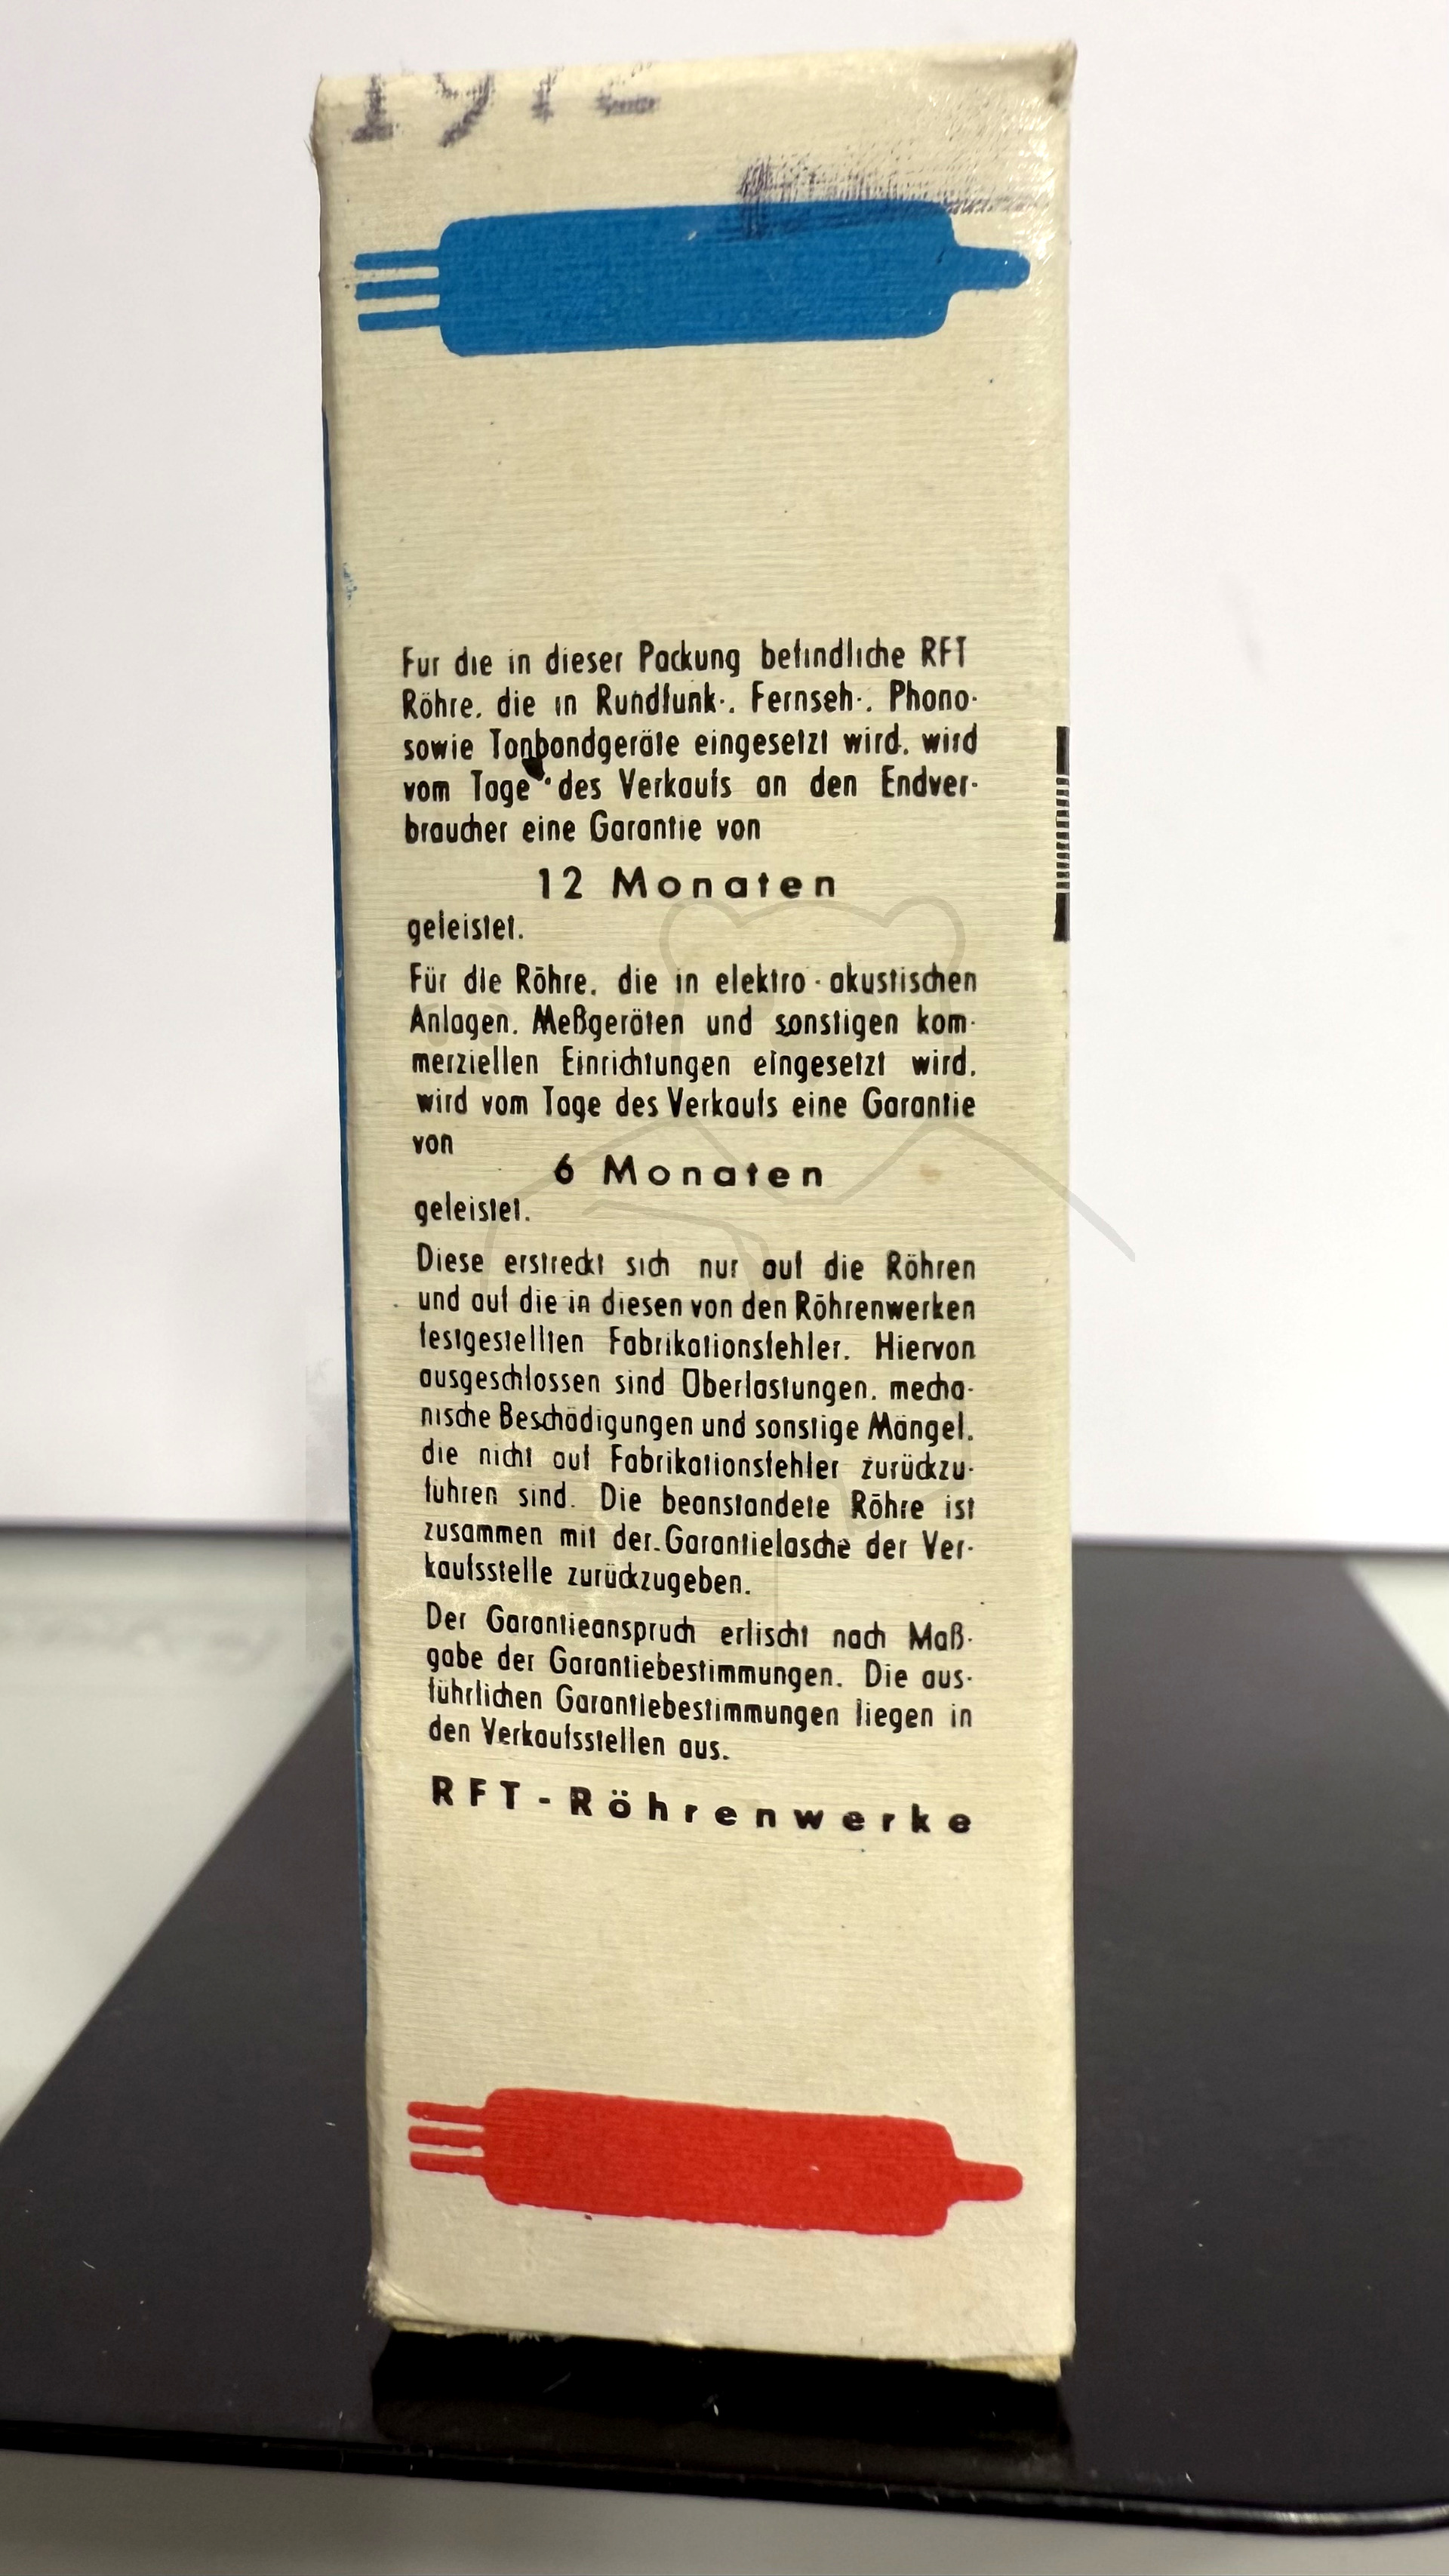 1972
Fur die in dieser Packung befindliche RFT
Röhre, die in Rundfunk-, Fernseh-, Phono-
sowie Tonbandgeräte eingesetzt wird, wird
vom Tage des Verkaufs an den Endver-
braucher eine Garantie von
12 Monaten
geleistet.
Für die Röhre, die in elektro-akustischen
Anlagen, Meßgeräten und sonstigen kom-
merziellen Einrichtungen eingesetzt wird,
wird vom Tage des Verkaufs eine Garantie
von
6 Monaten
geleistet.
Diese erstreckt sich nur auf die Röhren
und auf die in diesen von den Röhrenwerken
festgestellten Fabrikationsfehler. Hiervon
ausgeschlossen sind Überlastungen, mecha-
nische Beschädigungen und sonstige Mängel,
die nicht auf Fabrikationsfehler zurückzu-
führen sind. Die beanstandete Röhre ist
zusammen mit der Garantielasche der Ver-
kaufsstelle zurückzugeben.
Der Garantieanspruch erlischt nach Maß-
gabe der Garantiebestimmungen. Die aus-
führlichen Garantiebestimmungen liegen in
den Verkaufsstellen aus.
RFT-Röhrenwerke